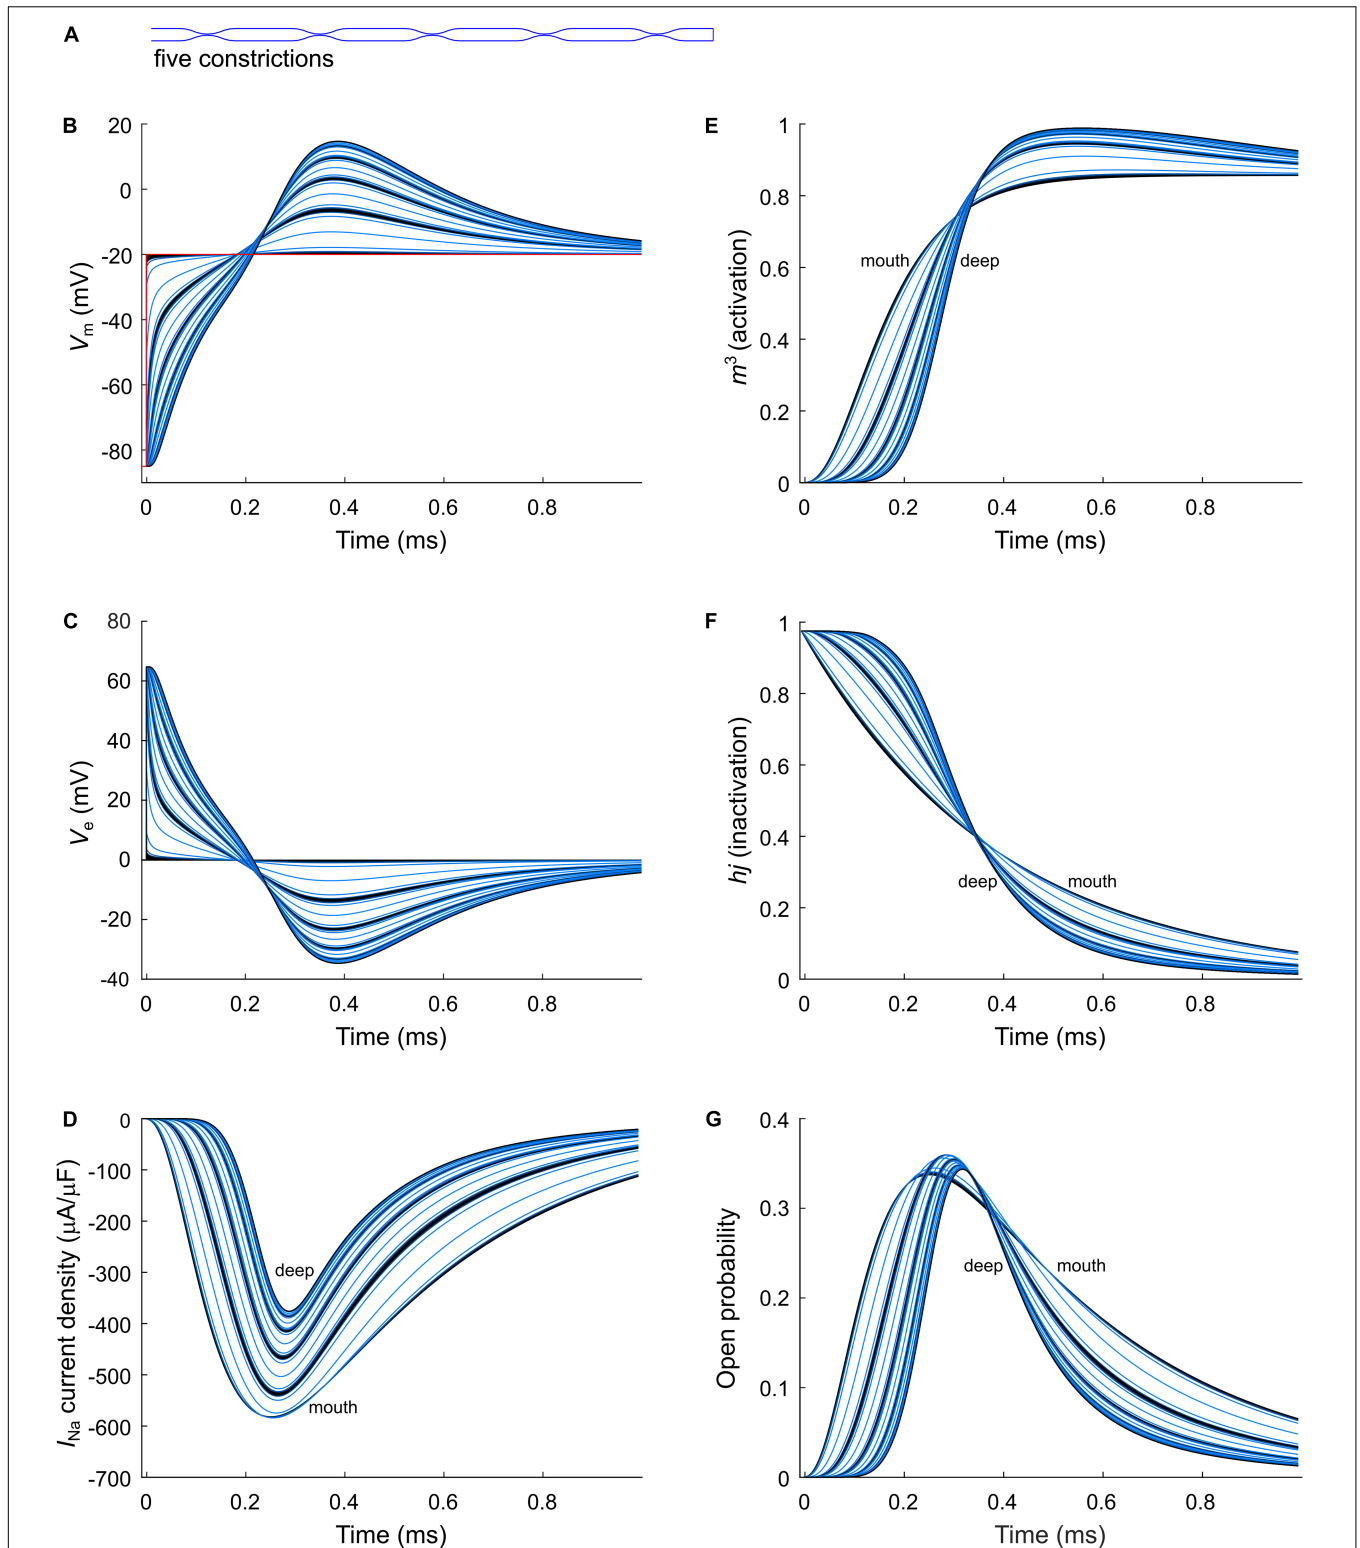 A
five constrictions
B
20
0
-20
-40
-60
-80
Vm (mV)
0 0.2 0.4 0.6 0.8
Time (ms)
E
1
0.8
0.6
0.4
0.2
0
m³ (activation)
mouth deep
0 0.2 0.4 0.6 0.8
Time (ms)
C
80
60
40
20
0
-20
-40
Ve (mV)
0 0.2 0.4 0.6 0.8
Time (ms)
F
1
0.8
0.6
0.4
0.2
0
hj (inactivation)
deep mouth
0 0.2 0.4 0.6 0.8
Time (ms)
D
0
-100
-200
-300
-400
-500
-600
-700
INa current density (µA/µF)
deep
mouth
0 0.2 0.4 0.6 0.8
Time (ms)
G
0.4
0.3
0.2
0.1
0
Open probability
deep mouth
0 0.2 0.4 0.6 0.8
Time (ms)